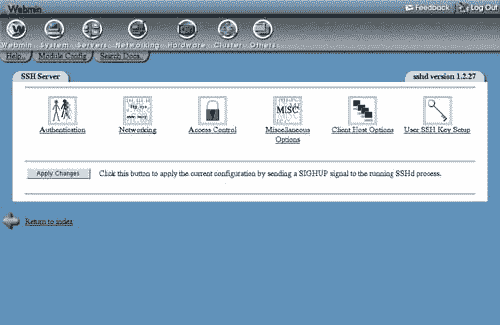 Webmin
Feedback Log Out
Webmin System Servers Networking Hardware Cluster Others
Help.. Module Config Search Docs..
SSH Server
sshd version 1.2.27
MISC
Authentication Networking Access Control Miscellaneous Client Host Options User SSH Key Setup
Options
Apply Changes Click this button to apply the current configuration by sending a SIGHUP signal to the running SSHd process.
Return to index